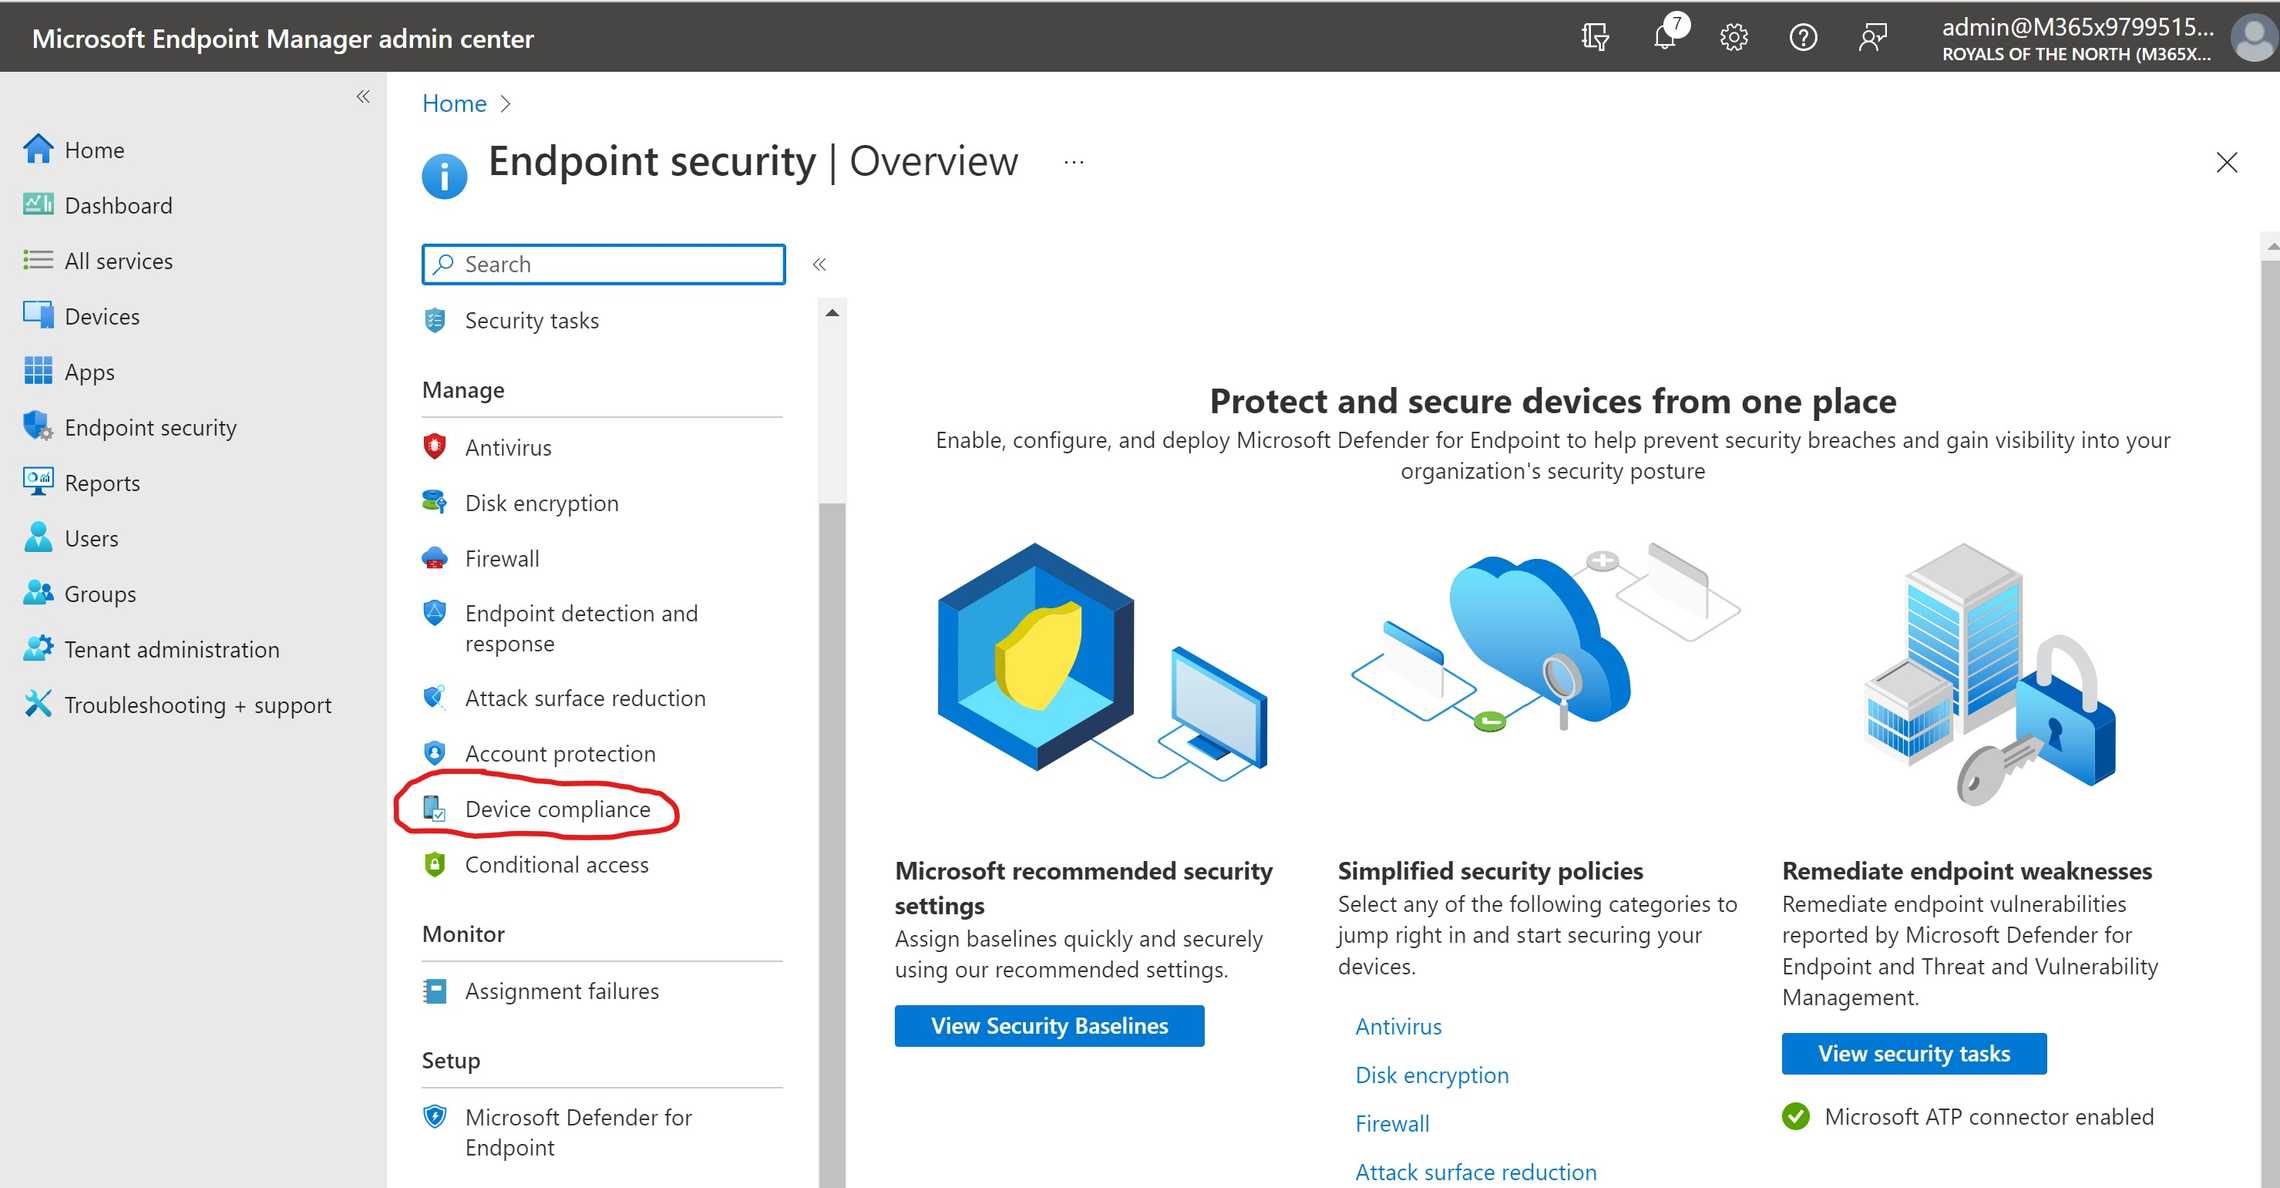 Microsoft Endpoint Manager admin center
7
admin@M365x9799515...
ROYALS OF THE NORTH (M365X...
Home
Dashboard
All services
Devices
Apps
Endpoint security
Reports
Users
Groups
Tenant administration
Troubleshooting + support
Home
Endpoint security | Overview
...
Search
Security tasks
Manage
Antivirus
Disk encryption
Firewall
Endpoint detection and
response
Attack surface reduction
Account protection
Device compliance
Conditional access
Monitor
Assignment failures
Setup
Microsoft Defender for
Endpoint
Protect and secure devices from one place
Enable, configure, and deploy Microsoft Defender for Endpoint to help prevent security breaches and gain visibility into your
organization's security posture
Microsoft recommended security
settings
Assign baselines quickly and securely
using our recommended settings.
View Security Baselines
Simplified security policies
Select any of the following categories to
jump right in and start securing your
devices.
Antivirus
Disk encryption
Firewall
Attack surface reduction
Remediate endpoint weaknesses
Remediate endpoint vulnerabilities
reported by Microsoft Defender for
Endpoint and Threat and Vulnerability
Management.
View security tasks
Microsoft ATP connector enabled